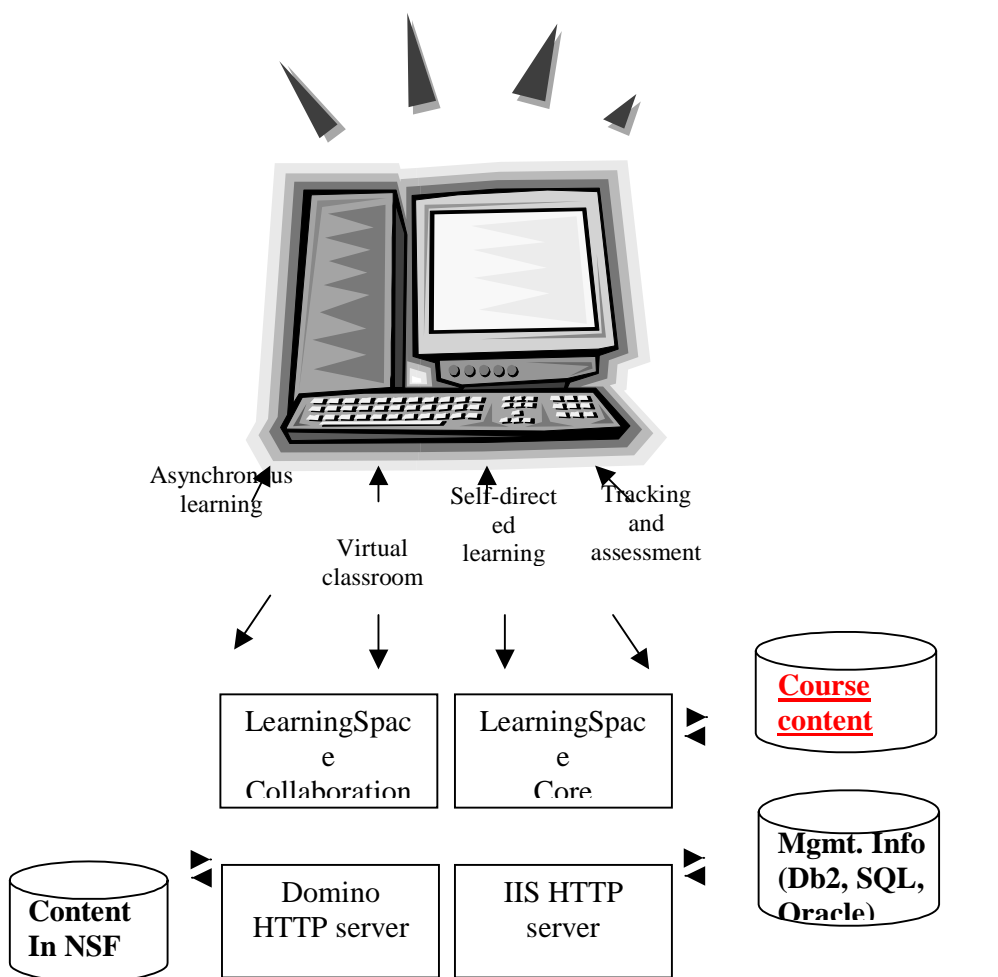 Asynchronous
learning
Virtual
classroom
Self-direct
ed
learning
Tracking
and
assessment
LearningSpac
e
Collaboration
LearningSpac
e
Core
Course
content
Mgmt. Info
(Db2, SQL,
Oracle)
Content
In NSF
Domino
HTTP server
IIS HTTP
server